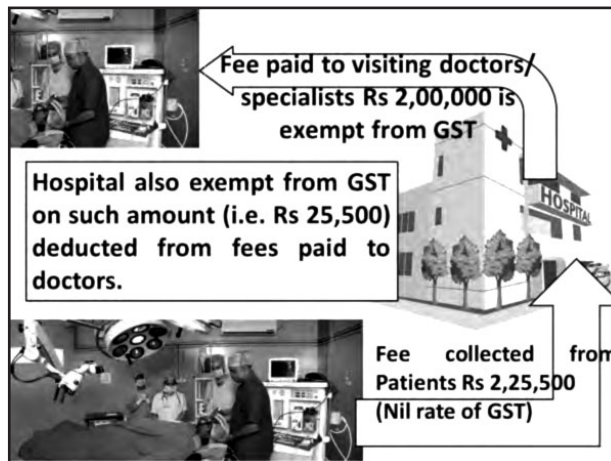 Fee paid to visiting doctors/
specialists Rs 2,00,000 is
exempt from GST
HOSPITAL
Hospital also exempt from GST
on such amount (i.e. Rs 25,500)
deducted from fees paid to
doctors.
Fee collected from
Patients Rs 2,25,500
(Nil rate of GST)